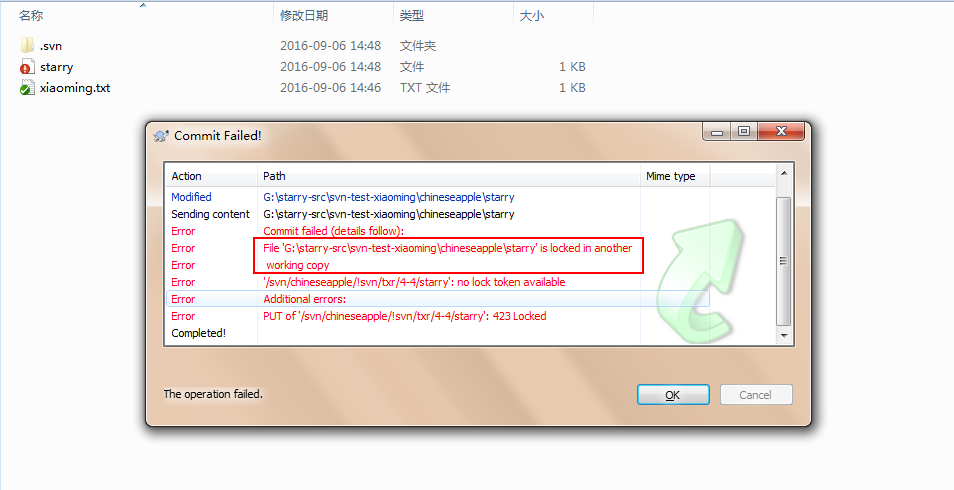 名称 修改日期 类型 大小
.svn 2016-09-06 14:48 文件夹
starry 2016-09-06 14:48 文件 1 KB
xiaoming.txt 2016-09-06 14:46 TXT 文件 1 KB
Commit Failed!
Action Path Mime type
Modified G:\starry-src\svn-test-xiaoming\chineseapple\starry
Sending content G:\starry-src\svn-test-xiaoming\chineseapple\starry
Error Commit failed (details follow):
Error File 'G:\starry-src\svn-test-xiaoming\chineseapple\starry' is locked in another
Error working copy
Error '/svn/chineseapple/!svn/txr/4-4/starry': no lock token available
Error Additional errors:
Error PUT of '/svn/chineseapple/!svn/txr/4-4/starry': 423 Locked
Completed!
The operation failed.
OK Cancel